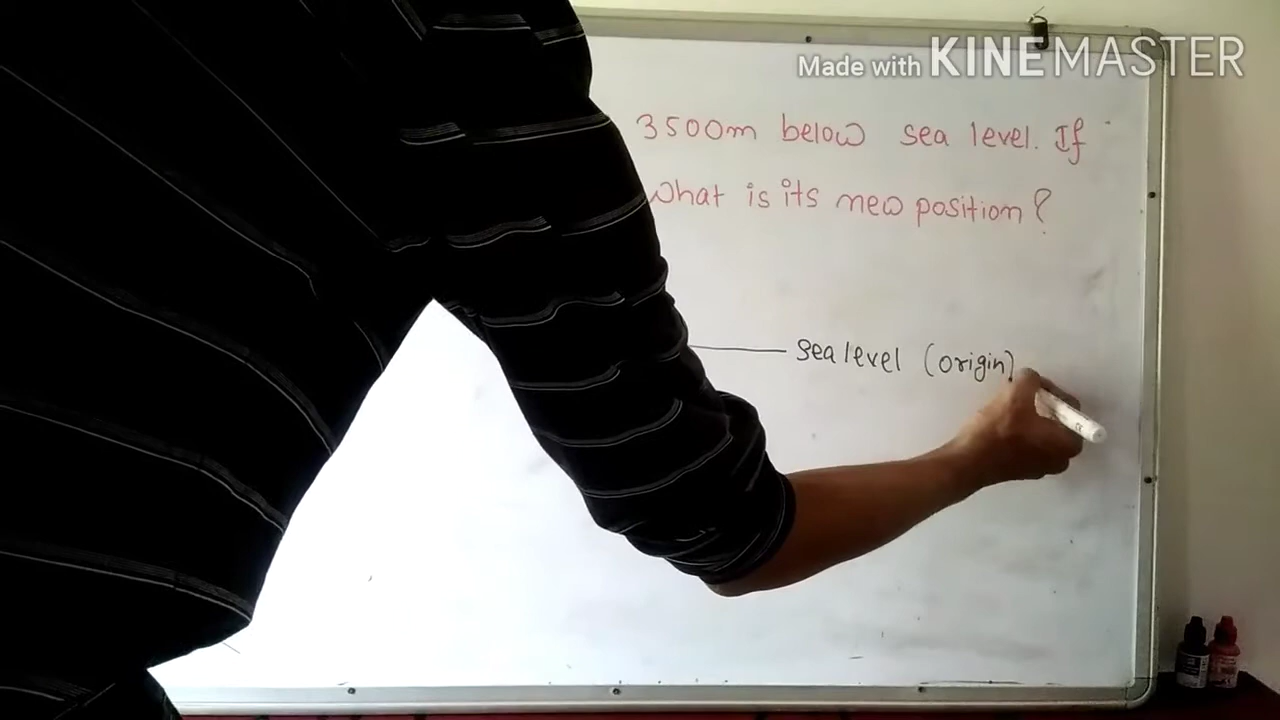 Made with KINEMASTER
3500m below sea level. If
What is its new position?
sea level (origin)